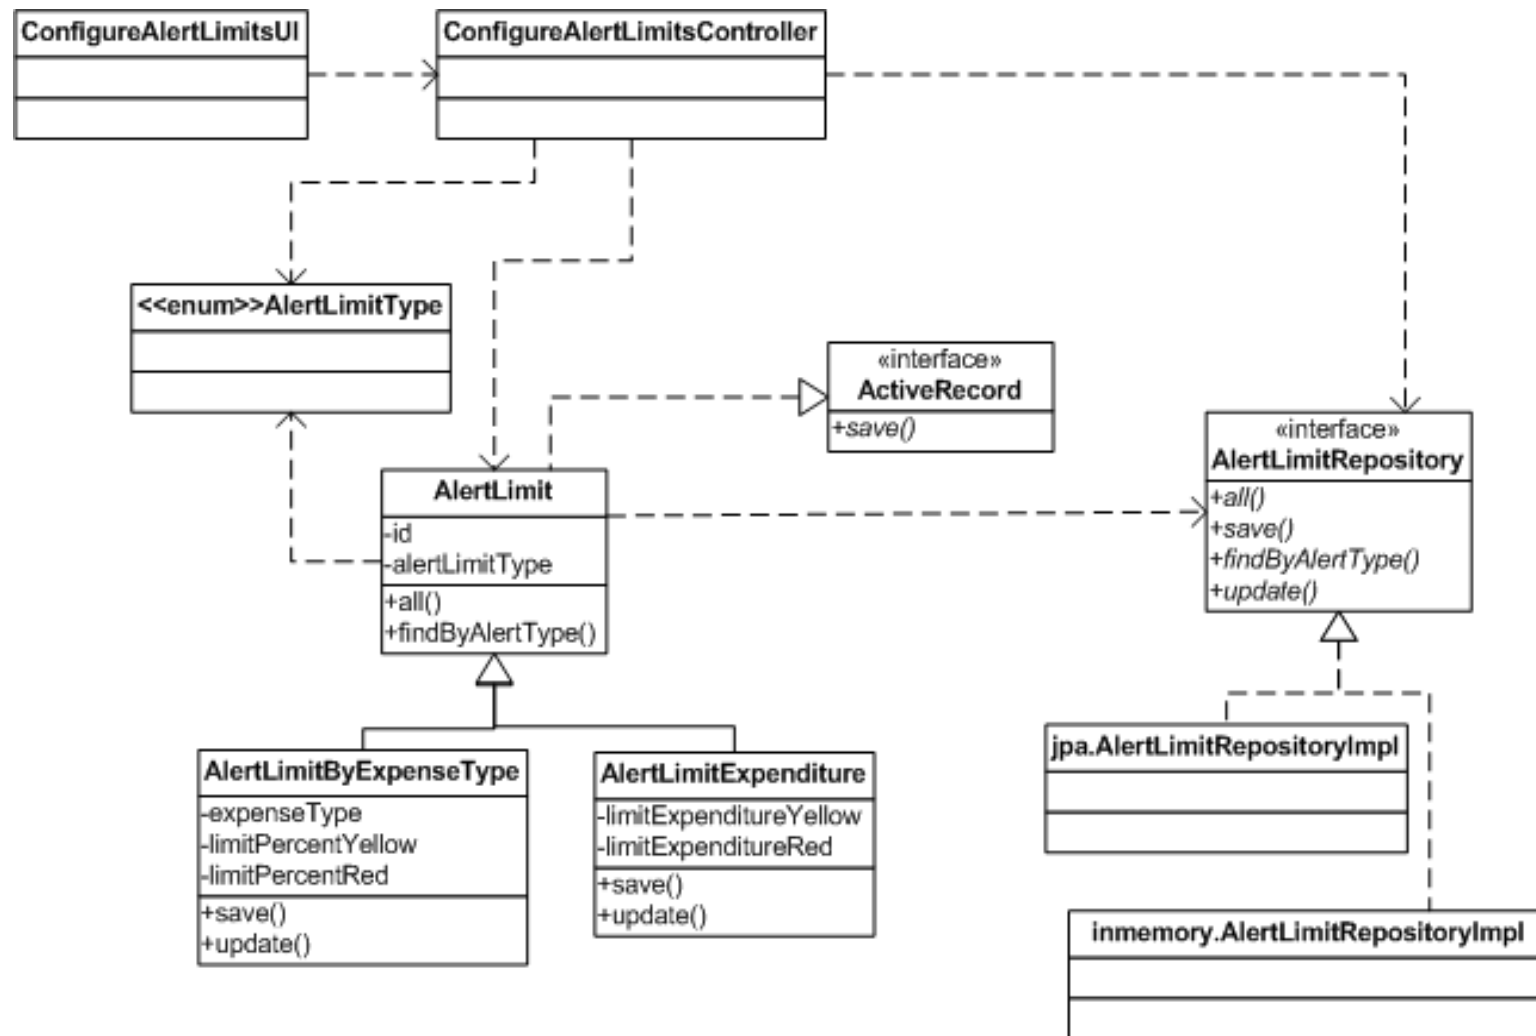 ConfigureAlertLimitsUI
ConfigureAlertLimitsController
<<enum>>AlertLimitType
«interface»
ActiveRecord
+save()
«interface»
AlertLimitRepository
+all()
+save()
+findByAlertType()
+update()
AlertLimit
-id
-alertLimitType
+all()
+findByAlertType()
AlertLimitByExpenseType
-expenseType
-limitPercentYellow
-limitPercentRed
+save()
+update()
AlertLimitExpenditure
-limitExpenditureYellow
-limitExpenditureRed
+save()
+update()
jpa.AlertLimitRepositoryImpl
inmemory.AlertLimitRepositoryImpl